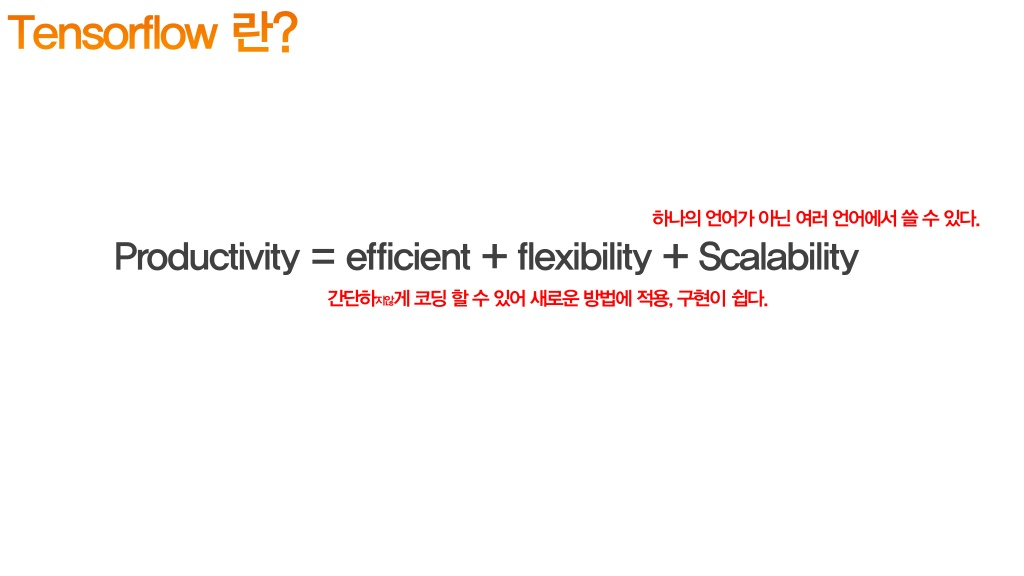 Tensorflow 란?
하나의 언어가 아닌 여러 언어에서 쓸 수 있다.
Productivity = efficient + flexibility + Scalability
간단하지않게 코딩 할 수 있어 새로운 방법에 적용, 구현이 쉽다.